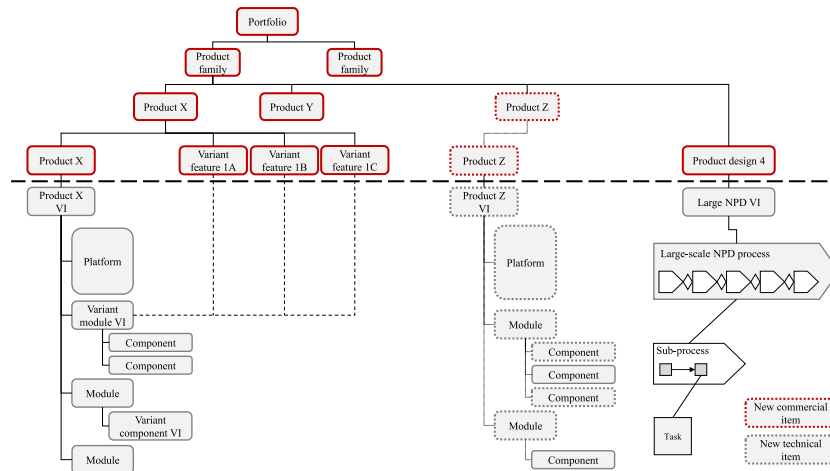 Portfolio
Product
family
Product
family
Product X
Product Y
Product Z
Product X
Variant
feature 1A
Variant
feature 1B
Variant
feature 1C
Product Z
Product design 4
Product X
VI
Product Z
VI
Large NPD VI
Platform
Platform
Large-scale NPD process
Variant
module VI
Component
Component
Module
Component
Component
Component
Sub-process
Module
Variant
component VI
Module
Component
Module
Task
New commercial
item
New technical
item